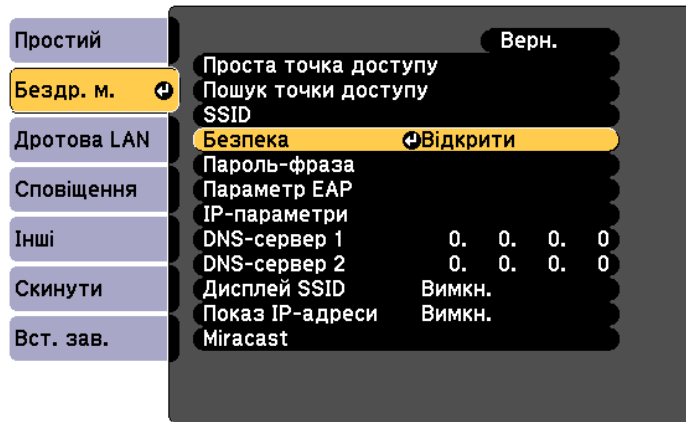 Простий
Бездр. м.
Дротова LAN
Сповіщення
Інші
Скинути
Вст. зав.
Верн.
Проста точка доступу
Пошук точки доступу
SSID
Безпека Відкрити
Пароль-фраза
Параметр EAP
IP-параметри
DNS-сервер 1 0. 0. 0. 0
DNS-сервер 2 0. 0. 0. 0
Дисплей SSID Вимкн.
Показ IP-адреси Вимкн.
Miracast